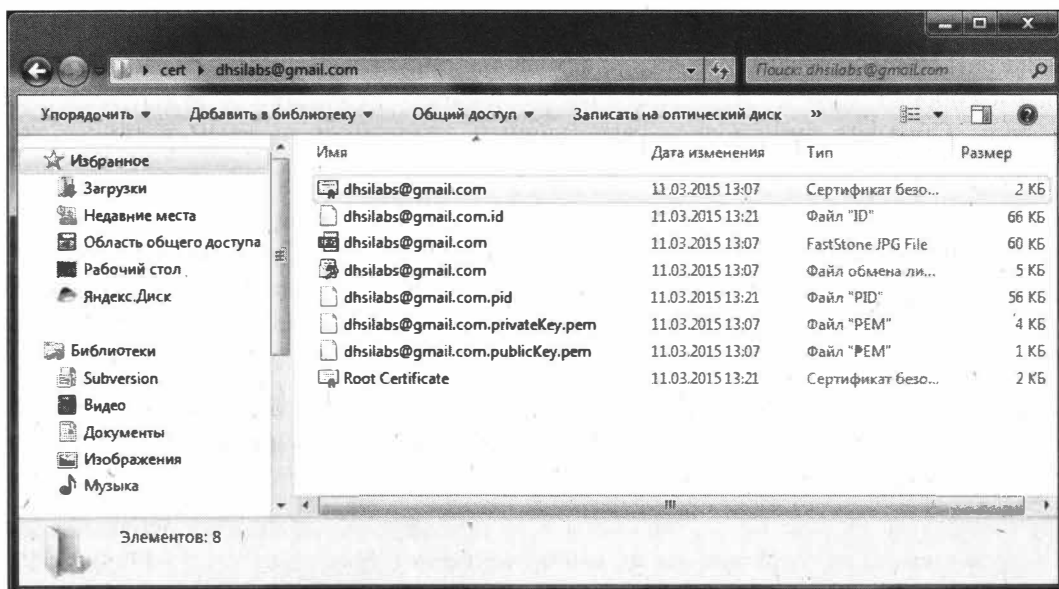 cert ▸ dhsilabs@gmail.com
Поиск: dhsilabs@gmail.com
Упорядочить Добавить в библиотеку Общий доступ Записать на оптический диск »
Имя Дата изменения Тип Размер
Избранное
Загрузки
Недавние места
Область общего доступа
Рабочий стол
Яндекс.Диск
Библиотеки
Subversion
Видео
Документы
Изображения
Музыка
dhsilabs@gmail.com 11.03.2015 13:07 Сертификат безо... 2 КБ
dhsilabs@gmail.com.id 11.03.2015 13:21 Файл "ID" 66 КБ
dhsilabs@gmail.com 11.03.2015 13:07 FastStone JPG File 60 КБ
dhsilabs@gmail.com 11.03.2015 13:07 Файл обмена ли... 5 КБ
dhsilabs@gmail.com.pid 11.03.2015 13:21 Файл "PID" 56 КБ
dhsilabs@gmail.com.privateKey.pem 11.03.2015 13:07 Файл "PEM" 4 КБ
dhsilabs@gmail.com.publicKey.pem 11.03.2015 13:07 Файл "PEM" 1 КБ
Root Certificate 11.03.2015 13:21 Сертификат безо... 2 КБ
Элементов: 8